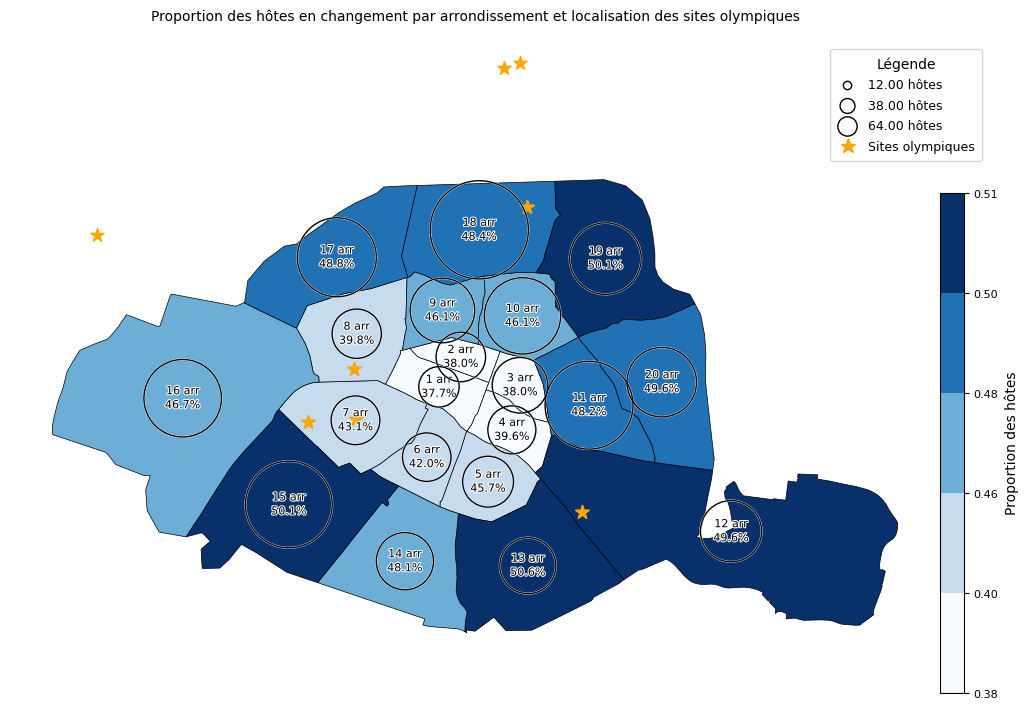 Proportion des hôtes en changement par arrondissement et localisation des sites olympiques
Légende
12.00 hôtes
38.00 hôtes
64.00 hôtes
Sites olympiques
18 arr
48.4%
17 arr
48.8%
19 arr
50.1%
9 arr
46.1%
10 arr
46.1%
8 arr
39.8%
2 arr
38.0%
1 arr
37.7%
3 arr
38.0%
20 arr
49.6%
16 arr
46.7%
11 arr
48.2%
7 arr
43.1%
4 arr
39.6%
6 arr
42.0%
5 arr
45.7%
15 arr
50.1%
12 arr
49.6%
14 arr
48.1%
13 arr
50.6%
0.51
0.50
0.48
0.46
0.40
0.38
Proportion des hôtes